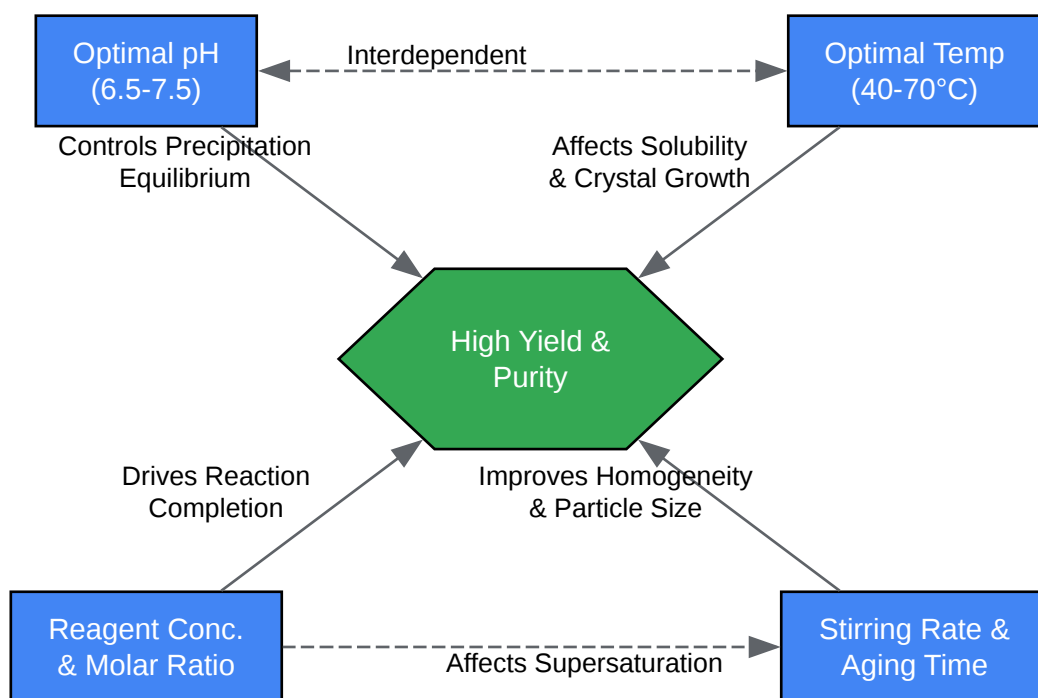 Optimal pH
(6.5-7.5)
Interdependent
Optimal Temp
(40-70°C)
Controls Precipitation
Equilibrium
Affects Solubility
& Crystal Growth
High Yield &
Purity
Drives Reaction
Completion
Improves Homogeneity
& Particle Size
Reagent Conc.
& Molar Ratio
Affects Supersaturation
Stirring Rate &
Aging Time